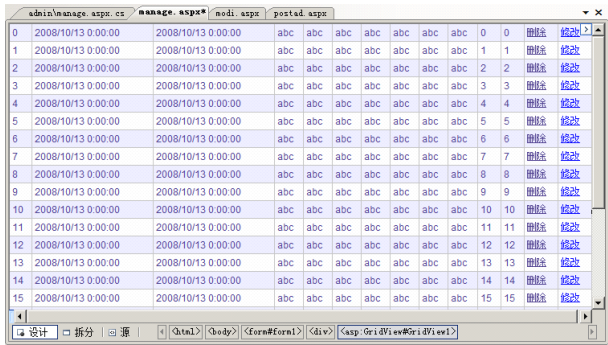 admin\manage.aspx.cs manage.aspx* modi.aspx postad.aspx
0 2008/10/13 0:00:00 2008/10/13 0:00:00 abc abc abc abc abc abc abc 0 0 删除 修改
1 2008/10/13 0:00:00 2008/10/13 0:00:00 abc abc abc abc abc abc abc 1 1 删除 修改
2 2008/10/13 0:00:00 2008/10/13 0:00:00 abc abc abc abc abc abc abc 2 2 删除 修改
3 2008/10/13 0:00:00 2008/10/13 0:00:00 abc abc abc abc abc abc abc 3 3 删除 修改
4 2008/10/13 0:00:00 2008/10/13 0:00:00 abc abc abc abc abc abc abc 4 4 删除 修改
5 2008/10/13 0:00:00 2008/10/13 0:00:00 abc abc abc abc abc abc abc 5 5 删除 修改
6 2008/10/13 0:00:00 2008/10/13 0:00:00 abc abc abc abc abc abc abc 6 6 删除 修改
7 2008/10/13 0:00:00 2008/10/13 0:00:00 abc abc abc abc abc abc abc 7 7 删除 修改
8 2008/10/13 0:00:00 2008/10/13 0:00:00 abc abc abc abc abc abc abc 8 8 删除 修改
9 2008/10/13 0:00:00 2008/10/13 0:00:00 abc abc abc abc abc abc abc 9 9 删除 修改
10 2008/10/13 0:00:00 2008/10/13 0:00:00 abc abc abc abc abc abc abc 10 10 删除 修改
11 2008/10/13 0:00:00 2008/10/13 0:00:00 abc abc abc abc abc abc abc 11 11 删除 修改
12 2008/10/13 0:00:00 2008/10/13 0:00:00 abc abc abc abc abc abc abc 12 12 删除 修改
13 2008/10/13 0:00:00 2008/10/13 0:00:00 abc abc abc abc abc abc abc 13 13 删除 修改
14 2008/10/13 0:00:00 2008/10/13 0:00:00 abc abc abc abc abc abc abc 14 14 删除 修改
15 2008/10/13 0:00:00 2008/10/13 0:00:00 abc abc abc abc abc abc abc 15 15 删除 修改
设计 拆分 源 <html> <body> <form#form1> <div> <asp:GridView#GridView1>